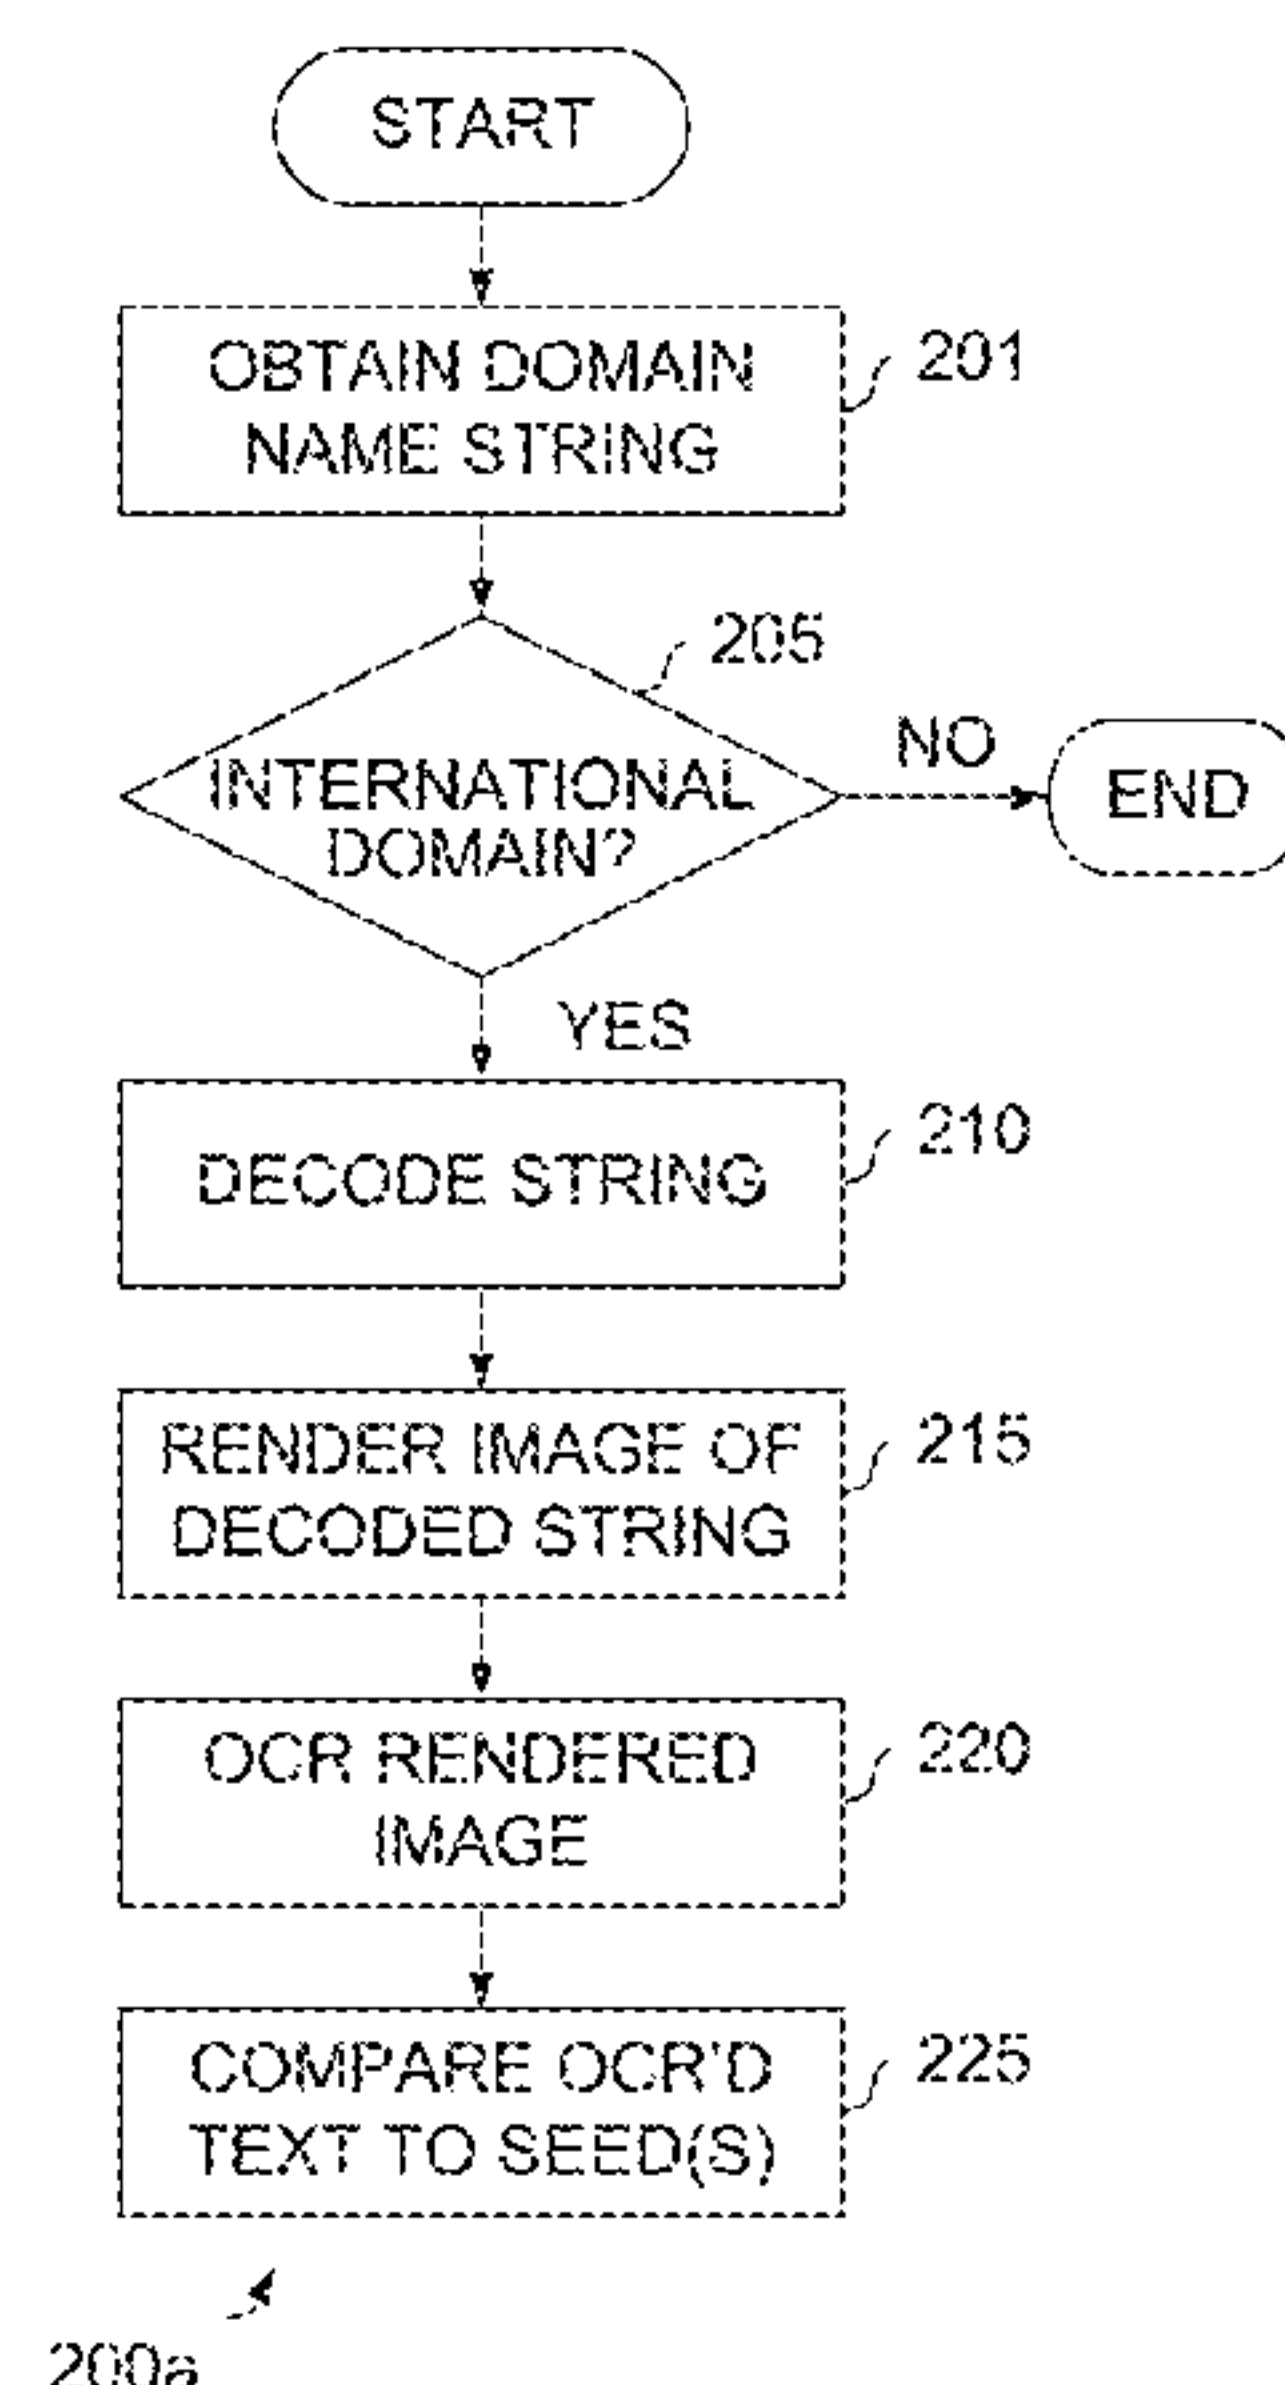 START
OBTAIN DOMAIN
NAME STRING
201
205
INTERNATIONAL
DOMAIN?
NO
END
YES
DECODE STRING
210
RENDER IMAGE OF
DECODED STRING
215
OCR RENDERED
IMAGE
220
COMPARE OCR'D
TEXT TO SEED(S)
225
200a